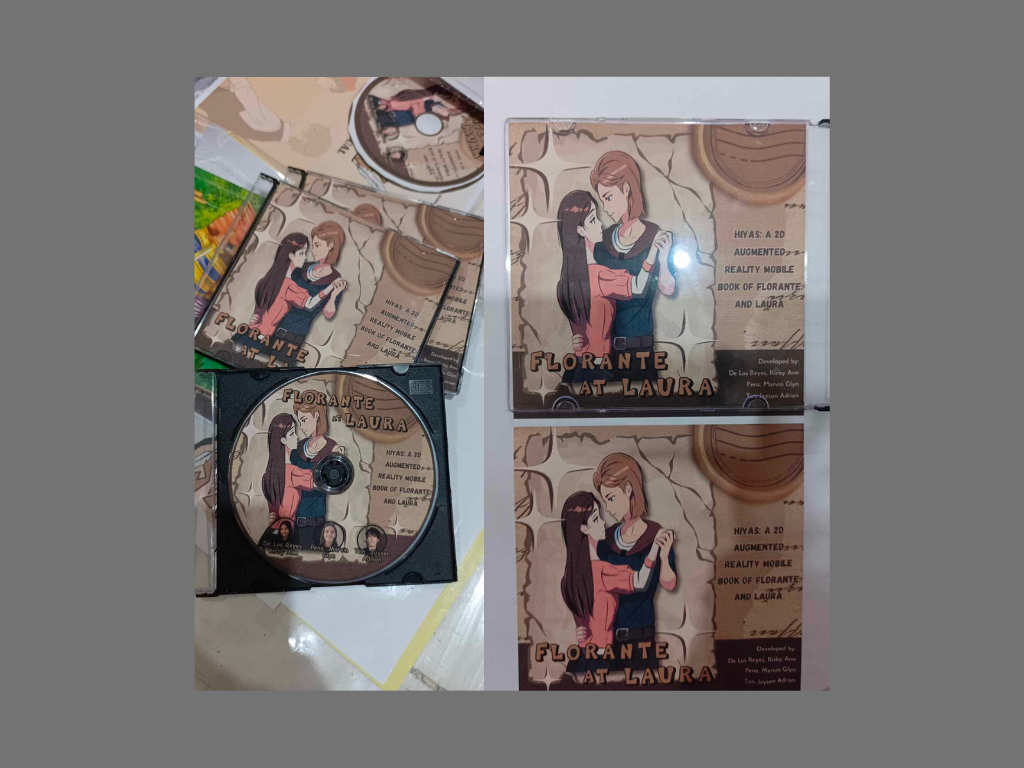 FLORANTE
AT LAURA
HIYAS: A 2D
AUGMENTED
REALITY MOBILE
BOOK OF FLORANTE
AND LAURA
FLORANTE
AT LAURA
HIYAS: A 2D
AUGMENTED
REALITY MOBILE
BOOK OF FLORANTE
AND LAURA
De Los Reyes
HIYAS: A 2D
AUGMENTED
REALITY MOBILE
BOOK OF FLORANTE
AND LAURA
FLORANTE
AT LAURA
Developed by:
De Los Reyes, Kirby Ann
Pena, Marvin Glyn
Tan, Jayson Adrian
HIYAS: A 2D
AUGMENTED
REALITY MOBILE
BOOK OF FLORANTE
AND LAURA
FLORANTE
AT LAURA
Developed by:
De Los Reyes, Kirby Ann
Pena, Marvin Glyn
Tan, Jayson Adrian